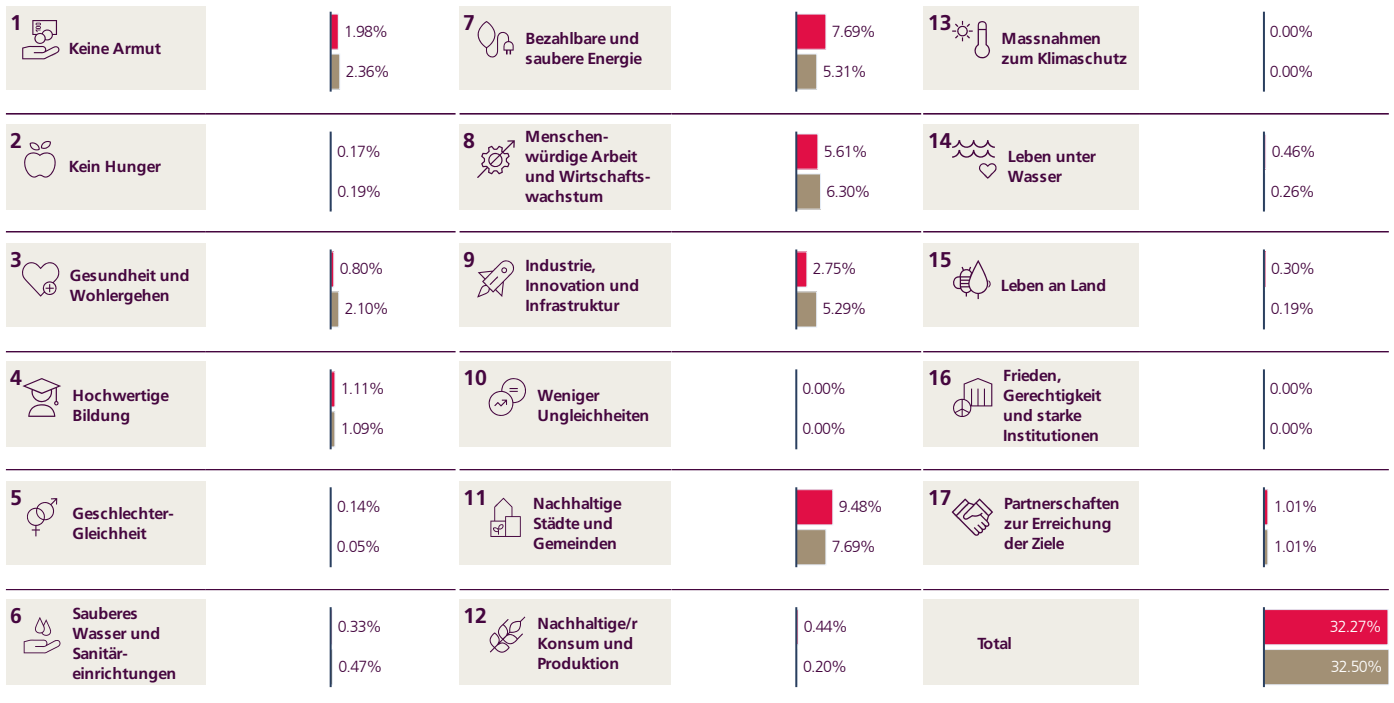 1
Keine Armut
1.98%
2.36%
2
Kein Hunger
0.17%
0.19%
3
Gesundheit und
Wohlergehen
0.80%
2.10%
4
Hochwertige
Bildung
1.11%
1.09%
5
Geschlechter-
Gleichheit
0.14%
0.05%
6
Sauberes
Wasser und
Sanitär-
einrichtungen
0.33%
0.47%
7
Bezahlbare und
saubere Energie
7.69%
5.31%
8
Menschen-
würdige Arbeit
und Wirtschafts-
wachstum
5.61%
6.30%
9
Industrie,
Innovation und
Infrastruktur
2.75%
5.29%
10
Weniger
Ungleichheiten
0.00%
0.00%
11
Nachhaltige
Städte und
Gemeinden
9.48%
7.69%
12
Nachhaltige/r
Konsum und
Produktion
0.44%
0.20%
13
Massnahmen
zum Klimaschutz
0.00%
0.00%
14
Leben unter
Wasser
0.46%
0.26%
15
Leben an Land
0.30%
0.19%
16
Frieden,
Gerechtigkeit
und starke
Institutionen
0.00%
0.00%
17
Partnerschaften
zur Erreichung
der Ziele
1.01%
1.01%
Total
32.27%
32.50%